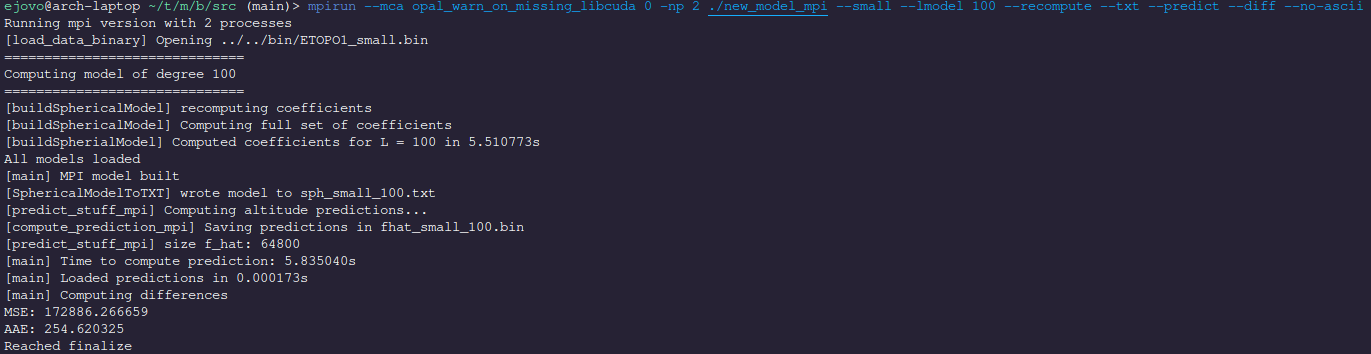 ejovo@arch-laptop ~/t/m/b/src (main)> mpirun --mca opal_warn_on_missing_libcuda 0 -np 2 ./new_model_mpi --small --lmodel 100 --recompute --txt --predict --diff --no-ascii
Running mpi version with 2 processes
[load_data_binary] Opening ../../bin/ETOPO1_small.bin
==============================
Computing model of degree 100
==============================
[buildSphericalModel] recomputing coefficients
[buildSphericalModel] Computing full set of coefficients
[buildSpherialModel] Computed coefficients for L = 100 in 5.510773s
All models loaded
[main] MPI model built
[SphericalModelToTXT] wrote model to sph_small_100.txt
[predict_stuff_mpi] Computing altitude predictions...
[compute_prediction_mpi] Saving predictions in fhat_small_100.bin
[predict_stuff_mpi] size f_hat: 64800
[main] Time to compute prediction: 5.835040s
[main] Loaded predictions in 0.000173s
[main] Computing differences
MSE: 172886.266659
AAE: 254.620325
Reached finalize